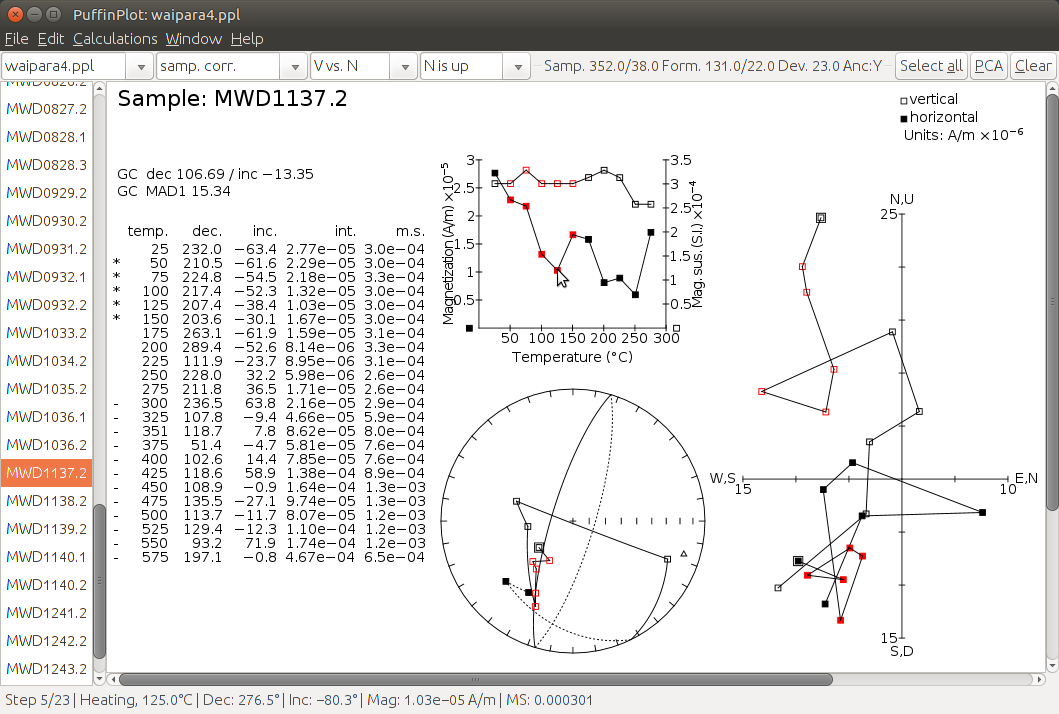 PuffinPlot: waipara4.ppl
File Edit Calculations Window Help
waipara4.ppl samp. corr. V vs. N N is up Samp. 352.0/38.0 Form. 131.0/22.0 Dev. 23.0 Anc:Y Select all PCA Clear
MWD0827.2
MWD0828.1
MWD0828.3
MWD0929.2
MWD0930.2
MWD0931.2
MWD0932.1
MWD0932.2
MWD1033.2
MWD1034.2
MWD1035.2
MWD1036.1
MWD1036.2
MWD1137.2
MWD1138.2
MWD1139.2
MWD1140.1
MWD1140.2
MWD1241.2
MWD1242.2
MWD1243.2
Sample: MWD1137.2
GC dec 106.69 / inc −13.35
GC MAD1 15.34
temp. dec. inc. int. m.s.
25 232.0 −63.4 2.77e−05 3.0e−04
* 50 210.5 −61.6 2.29e−05 3.0e−04
* 75 224.8 −54.5 2.18e−05 3.3e−04
* 100 217.4 −52.3 1.32e−05 3.0e−04
* 125 207.4 −38.4 1.03e−05 3.0e−04
* 150 203.6 −30.1 1.67e−05 3.0e−04
175 263.1 −61.9 1.59e−05 3.1e−04
200 289.4 −52.6 8.14e−06 3.3e−04
225 111.9 −23.7 8.95e−06 3.1e−04
250 228.0 32.2 5.98e−06 2.6e−04
275 211.8 36.5 1.71e−05 2.6e−04
- 300 236.5 63.8 2.16e−05 2.9e−04
- 325 107.8 −9.4 4.66e−05 5.9e−04
- 351 118.7 7.8 8.62e−05 8.0e−04
- 375 51.4 −4.7 5.81e−05 7.6e−04
- 400 102.6 14.4 7.85e−05 7.6e−04
- 425 118.6 58.9 1.38e−04 8.9e−04
- 450 108.9 −0.9 1.64e−04 1.3e−03
- 475 135.5 −27.1 9.74e−05 1.3e−03
- 500 113.7 −11.7 8.07e−05 1.2e−03
- 525 129.4 −12.3 1.10e−04 1.2e−03
- 550 93.2 71.9 1.74e−04 1.2e−03
- 575 197.1 −0.8 4.67e−04 6.5e−04
Magnetization (A/m) ×10−5
3
2.5
2
1.5
1
0.5
50 100 150 200 250 300
Temperature (°C)
3.5
3
2.5
2
1.5
1
0.5
Mag. sus. (S.I.) ×10−4
vertical
horizontal
Units: A/m ×10−6
N,U
25
W,S
15
E,N
10
15
S,D
Step 5/23 | Heating, 125.0°C | Dec: 276.5° | Inc: −80.3° | Mag: 1.03e−05 A/m | MS: 0.000301